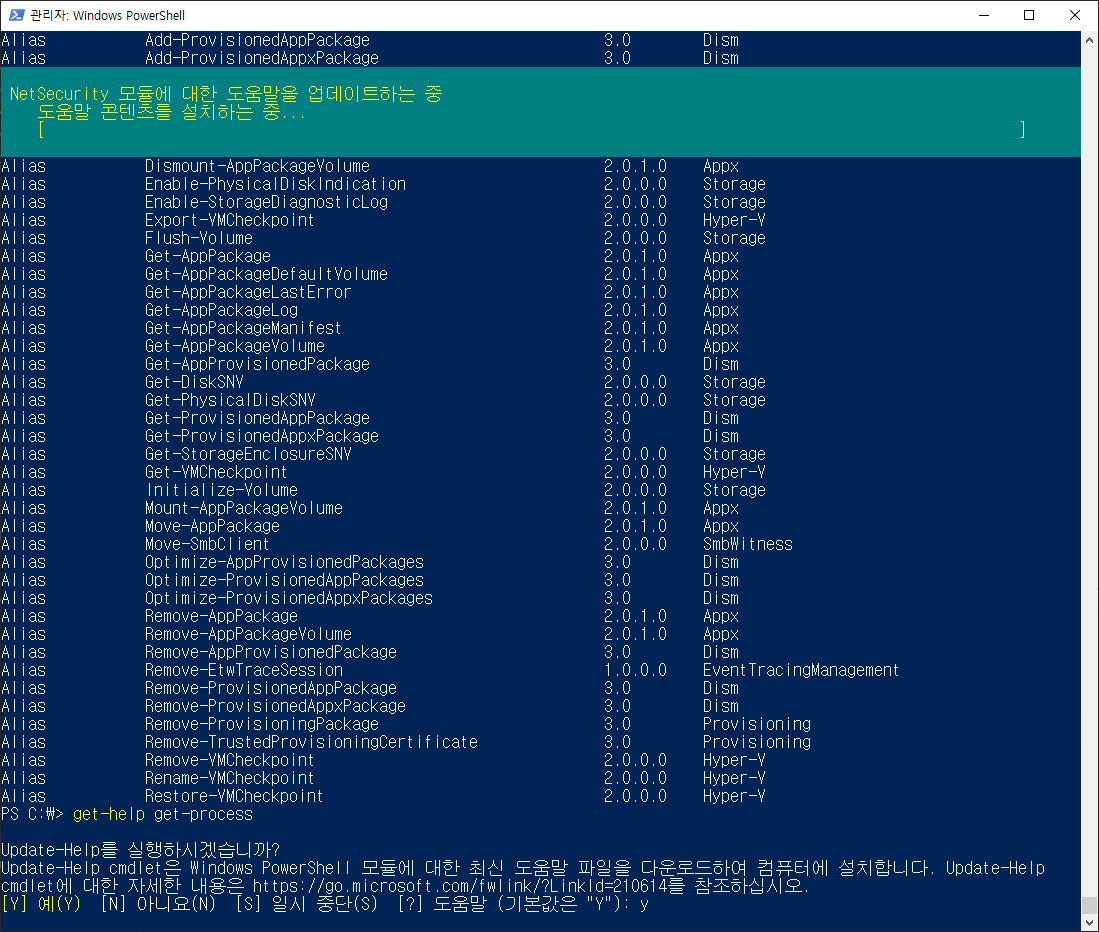 관리자: Windows PowerShell
Alias Add-ProvisionedAppPackage 3.0 Dism
Alias Add-ProvisionedAppxPackage 3.0 Dism
NetSecurity 모듈에 대한 도움말을 업데이트하는 중
도움말 콘텐츠를 설치하는 중...
[ ]
Alias Dismount-AppPackageVolume 2.0.1.0 Appx
Alias Enable-PhysicalDiskIndication 2.0.0.0 Storage
Alias Enable-StorageDiagnosticLog 2.0.0.0 Storage
Alias Export-VMCheckpoint 2.0.0.0 Hyper-V
Alias Flush-Volume 2.0.0.0 Storage
Alias Get-AppPackage 2.0.1.0 Appx
Alias Get-AppPackageDefaultVolume 2.0.1.0 Appx
Alias Get-AppPackageLastError 2.0.1.0 Appx
Alias Get-AppPackageLog 2.0.1.0 Appx
Alias Get-AppPackageManifest 2.0.1.0 Appx
Alias Get-AppPackageVolume 2.0.1.0 Appx
Alias Get-AppProvisionedPackage 3.0 Dism
Alias Get-DiskSNV 2.0.0.0 Storage
Alias Get-PhysicalDiskSNV 2.0.0.0 Storage
Alias Get-ProvisionedAppPackage 3.0 Dism
Alias Get-ProvisionedAppxPackage 3.0 Dism
Alias Get-StorageEnclosureSNV 2.0.0.0 Storage
Alias Get-VMCheckpoint 2.0.0.0 Hyper-V
Alias Initialize-Volume 2.0.0.0 Storage
Alias Mount-AppPackageVolume 2.0.1.0 Appx
Alias Move-AppPackage 2.0.1.0 Appx
Alias Move-SmbClient 2.0.0.0 SmbWitness
Alias Optimize-AppProvisionedPackages 3.0 Dism
Alias Optimize-ProvisionedAppPackages 3.0 Dism
Alias Optimize-ProvisionedAppxPackages 3.0 Dism
Alias Remove-AppPackage 2.0.1.0 Appx
Alias Remove-AppPackageVolume 2.0.1.0 Appx
Alias Remove-AppProvisionedPackage 3.0 Dism
Alias Remove-EtwTraceSession 1.0.0.0 EventTracingManagement
Alias Remove-ProvisionedAppPackage 3.0 Dism
Alias Remove-ProvisionedAppxPackage 3.0 Dism
Alias Remove-ProvisioningPackage 3.0 Provisioning
Alias Remove-TrustedProvisioningCertificate 3.0 Provisioning
Alias Remove-VMCheckpoint 2.0.0.0 Hyper-V
Alias Rename-VMCheckpoint 2.0.0.0 Hyper-V
Alias Restore-VMCheckpoint 2.0.0.0 Hyper-V
PS C:₩> get-help get-process
Update-Help를 실행하시겠습니까?
Update-Help cmdlet은 Windows PowerShell 모듈에 대한 최신 도움말 파일을 다운로드하여 컴퓨터에 설치합니다. Update-Help
cmdlet에 대한 자세한 내용은 https://go.microsoft.com/fwlink/?LinkId=210614를 참조하십시오.
[Y] 예(Y) [N] 아니요(N) [S] 일시 중단(S) [?] 도움말 (기본값은 "Y"): y